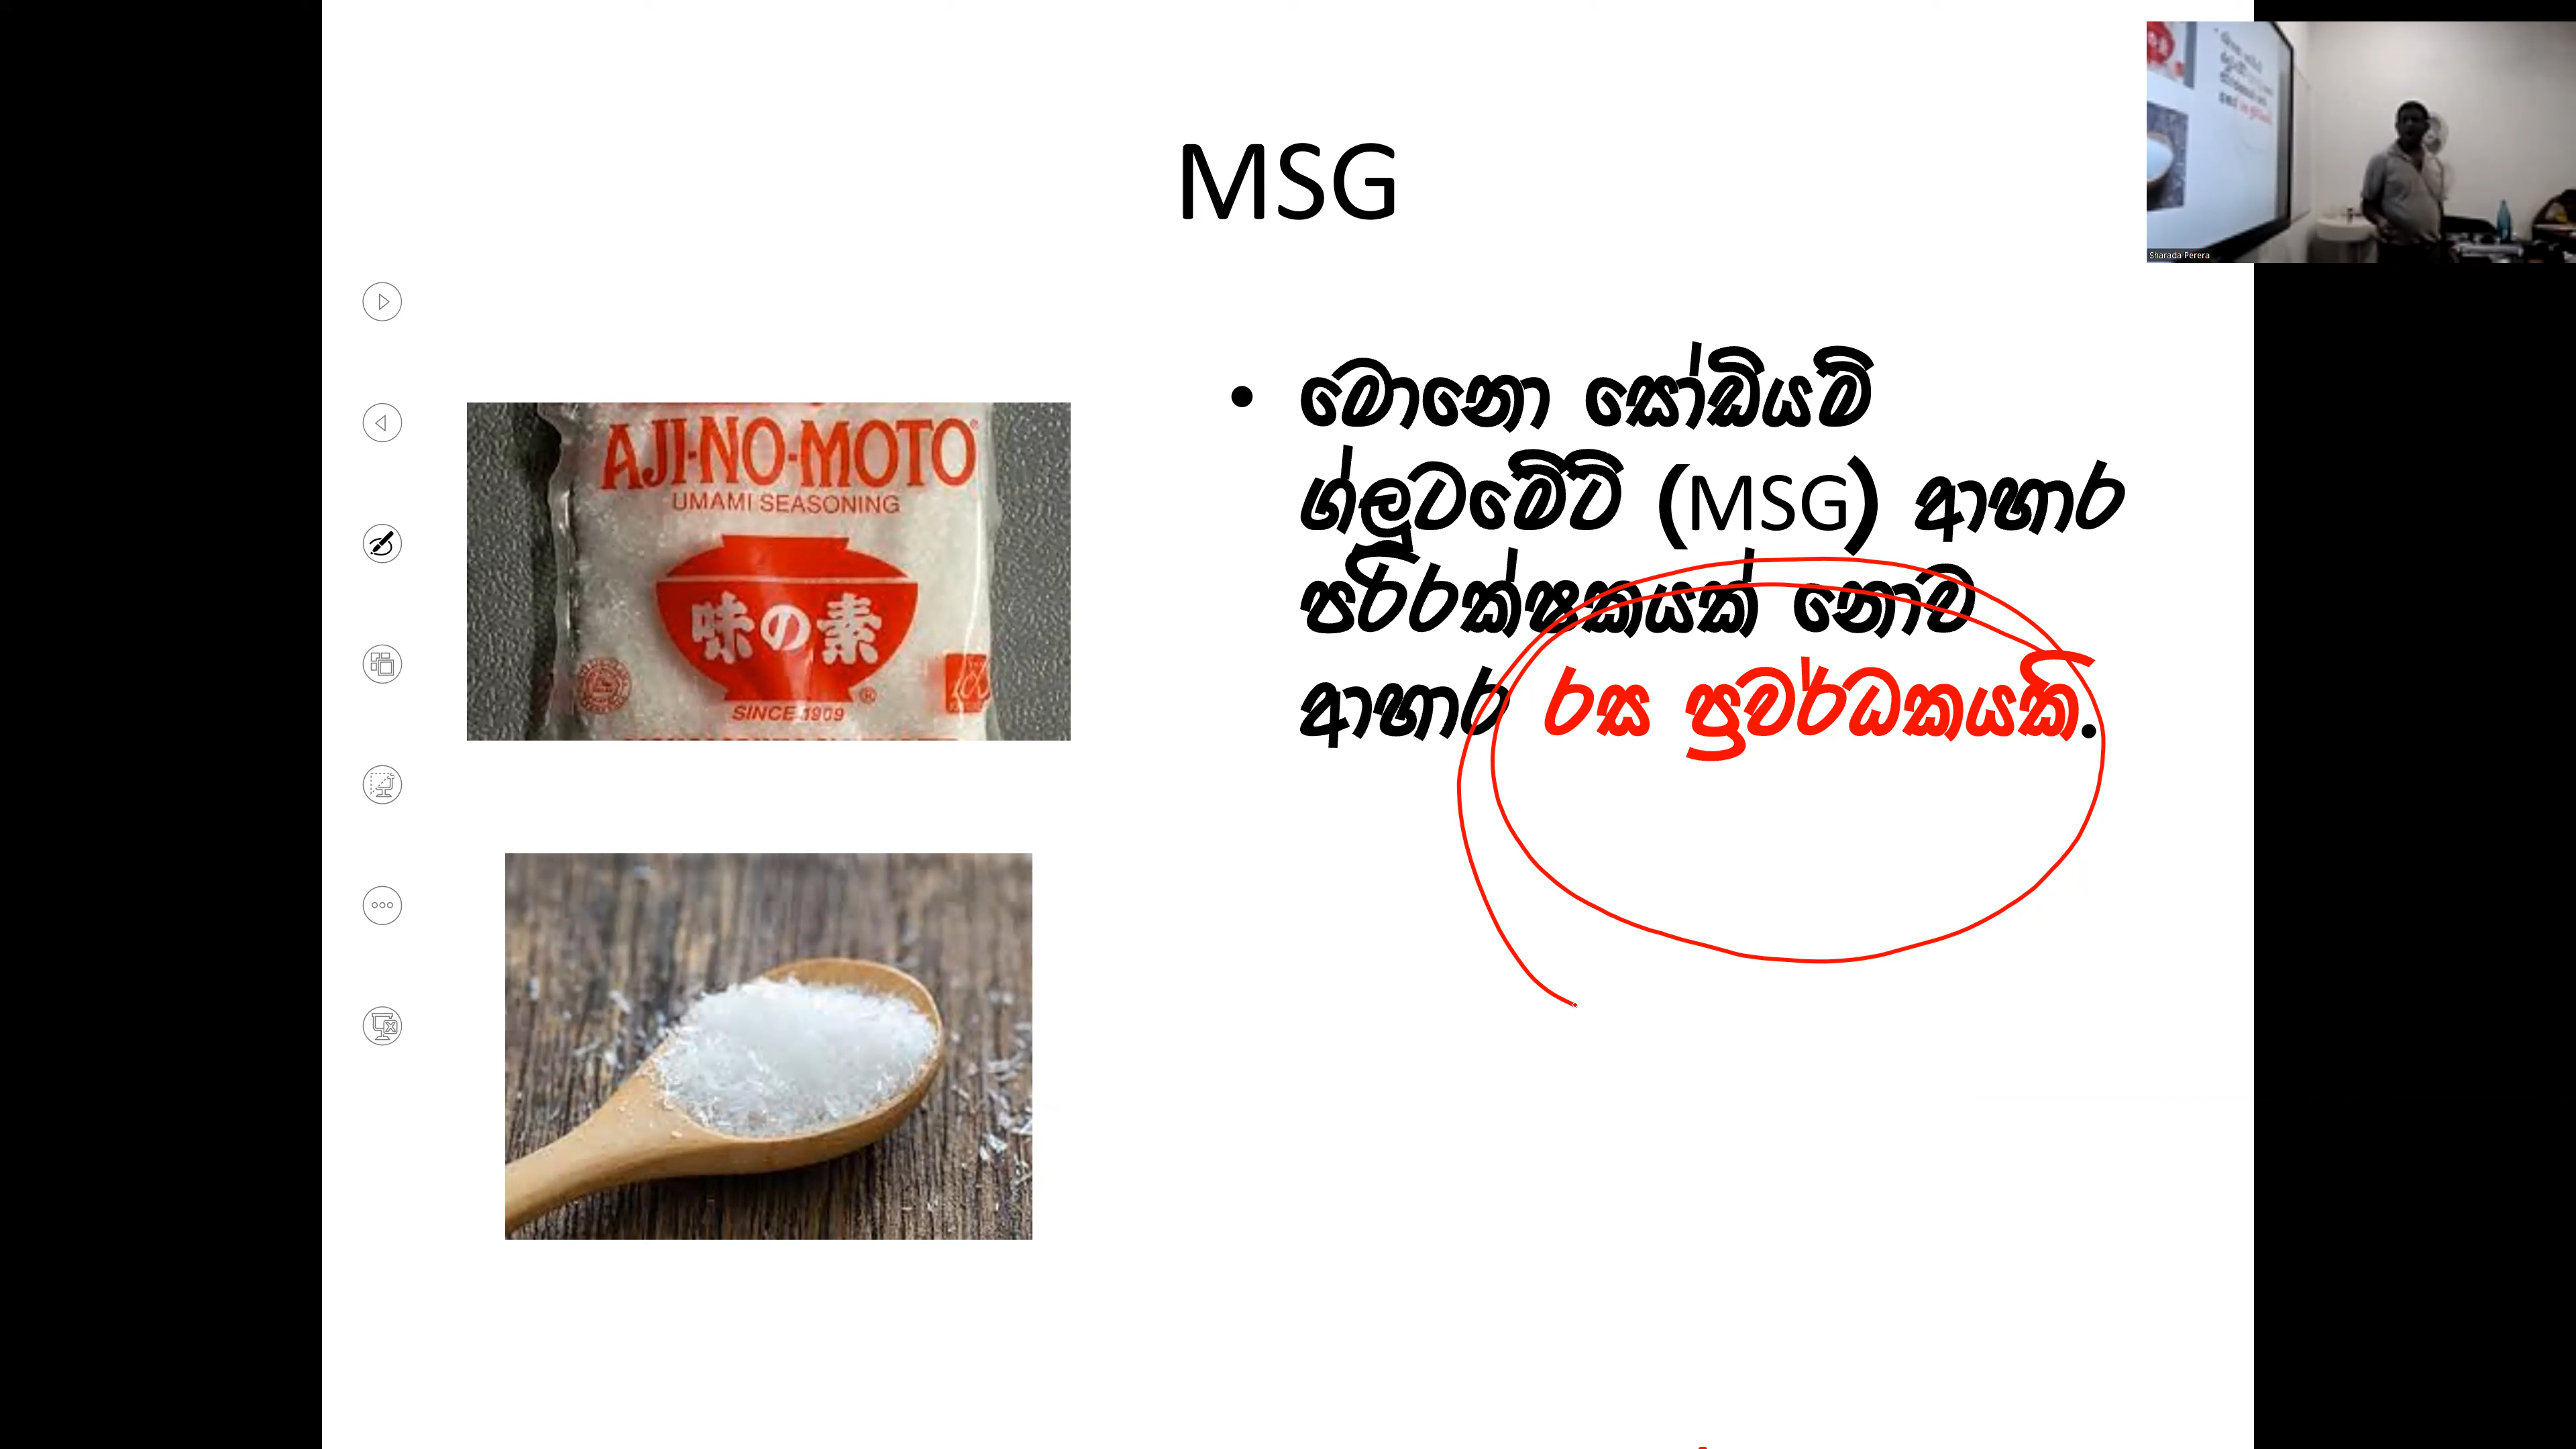 MSG
• මොනො සෝඩියම්
ග්ලුටමේට් (MSG) ආහාර
පරිරක්ෂකයක් නොව
ආහාර රස ප්‍රවර්ධකයකි.
AJI-NO-MOTO®
UMAMI SEASONING
味の素
®
SINCE 1909
Sharada Perera